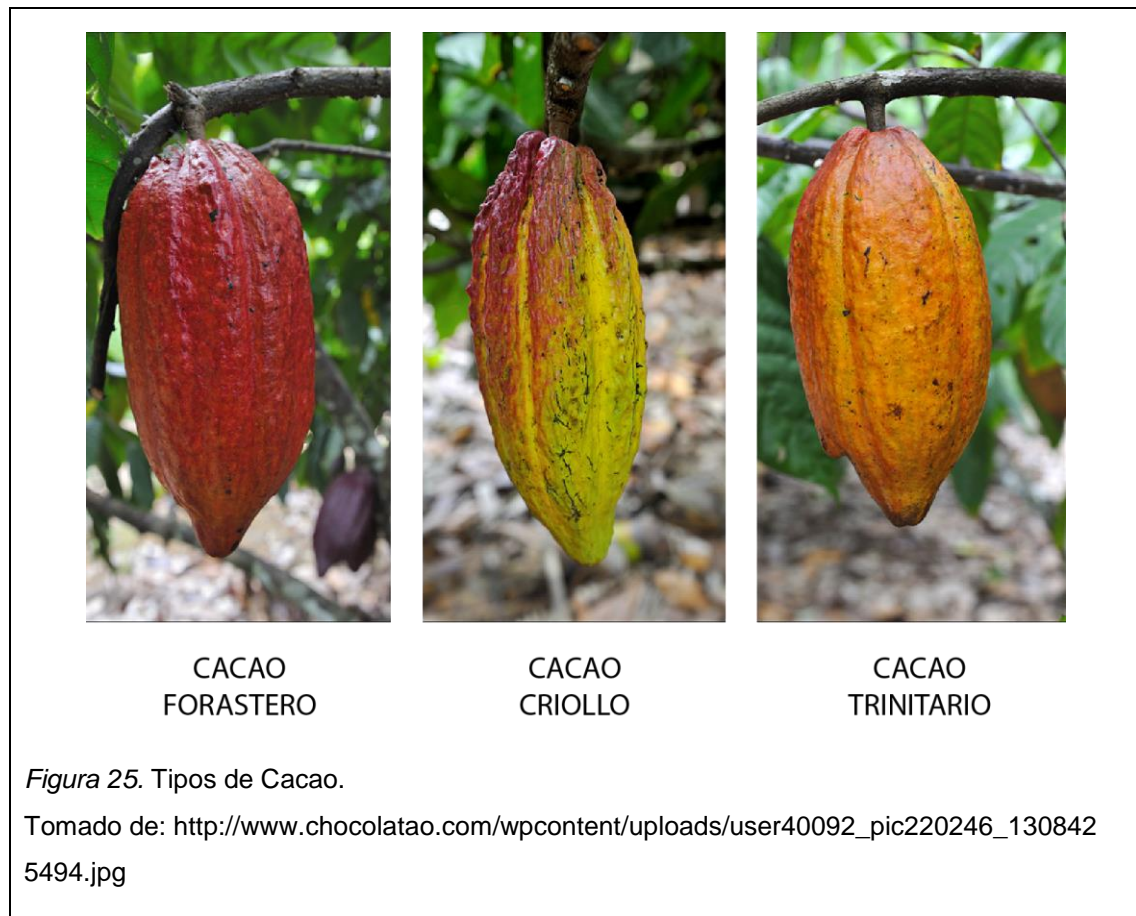 CACAO
FORASTERO
CACAO
CRIOLLO
CACAO
TRINITARIO
Figura 25. Tipos de Cacao.
Tomado de: http://www.chocolatao.com/wpcontent/uploads/user40092_pic220246_130842
5494.jpg